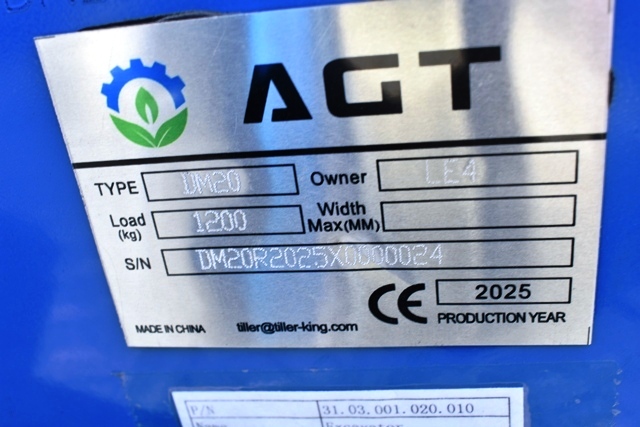 AGT
TYPE DM20 Owner LE4
Load (kg) 1200 Width Max(MM)
S/N DM20R2025X0000024
CE 2025
MADE IN CHINA tiller@tiller-king.com PRODUCTION YEAR
P/N 31.03.001.020.010
Name Excavator